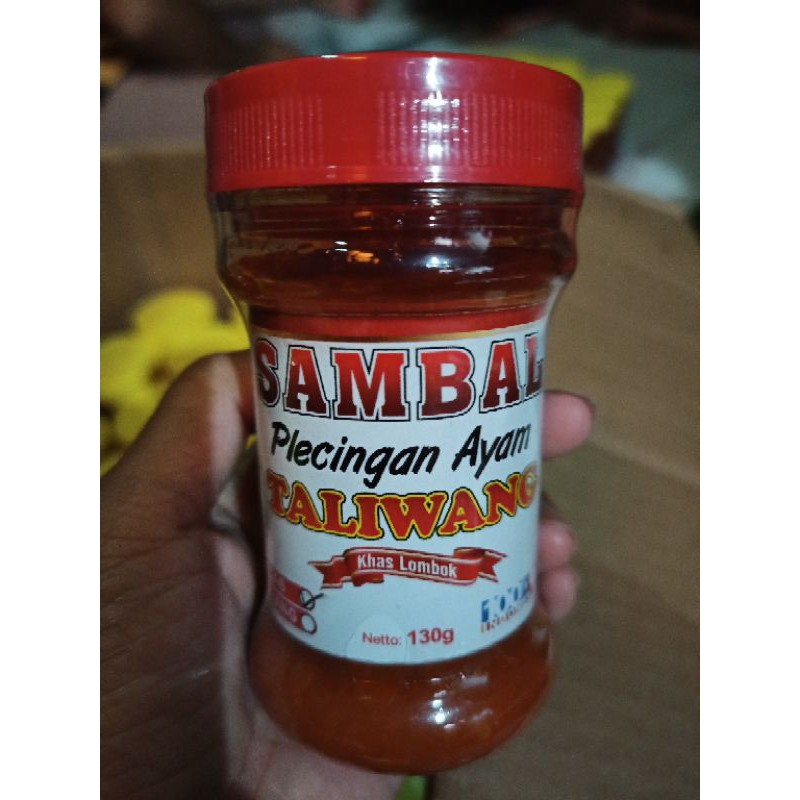 SAMBAL
Plecingan Ayam
TALIWANG
Khas Lombok
Netto: 130g